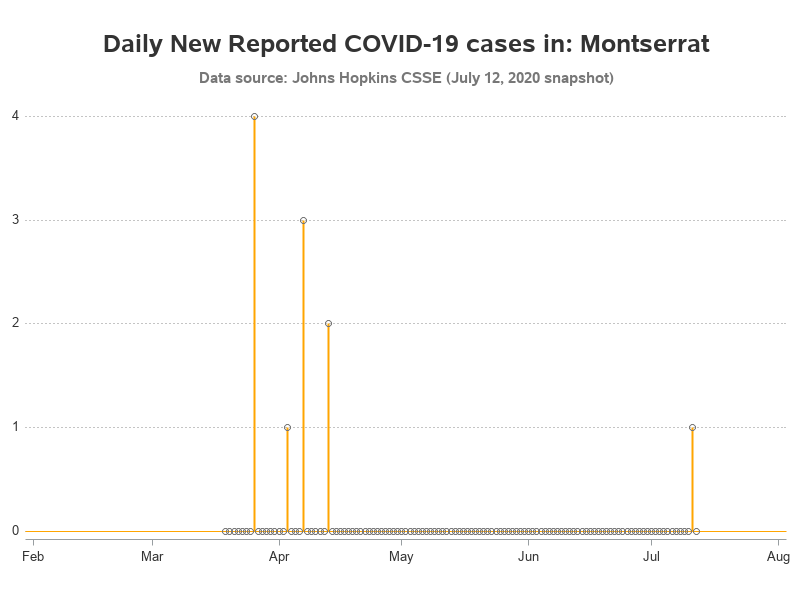 Daily New Reported COVID-19 cases in: Montserrat
Data source: Johns Hopkins CSSE (July 12, 2020 snapshot)
4
3
2
1
0
Feb Mar Apr May Jun Jul Aug